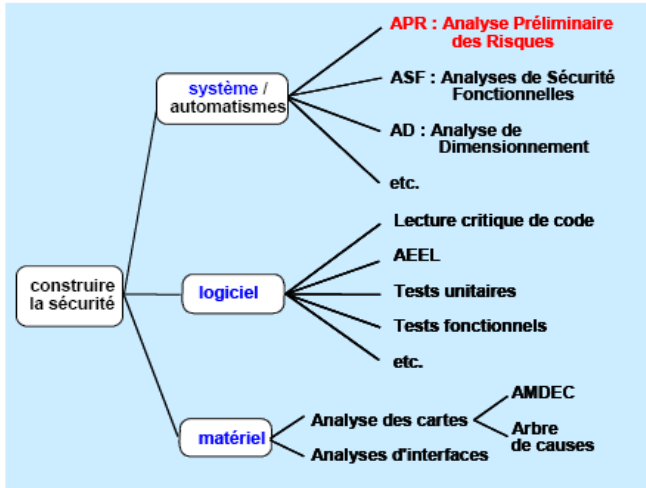 APR : Analyse Préliminaire
des Risques
système /
automatismes
ASF : Analyses de Sécurité
Fonctionnelles
AD : Analyse de
Dimensionnement
etc.
Lecture critique de code
AEEL
construire
la sécurité
logiciel
Tests unitaires
Tests fonctionnels
etc.
AMDEC
matériel
Analyse des cartes
Arbre
de causes
Analyses d'interfaces